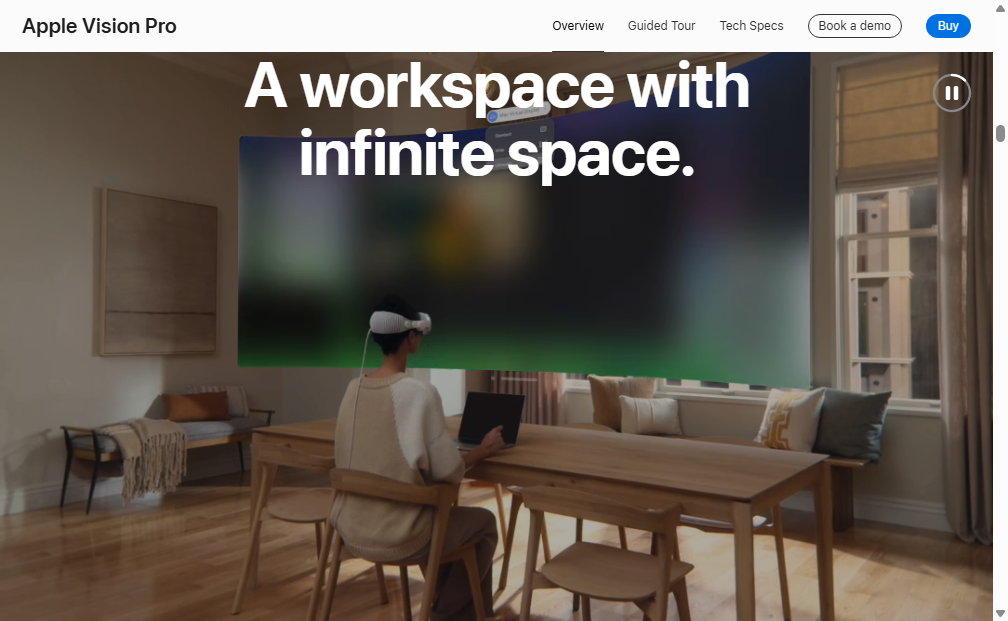 Apple Vision Pro
Overview
Guided Tour
Tech Specs
Book a demo
Buy
A workspace with
infinite space.